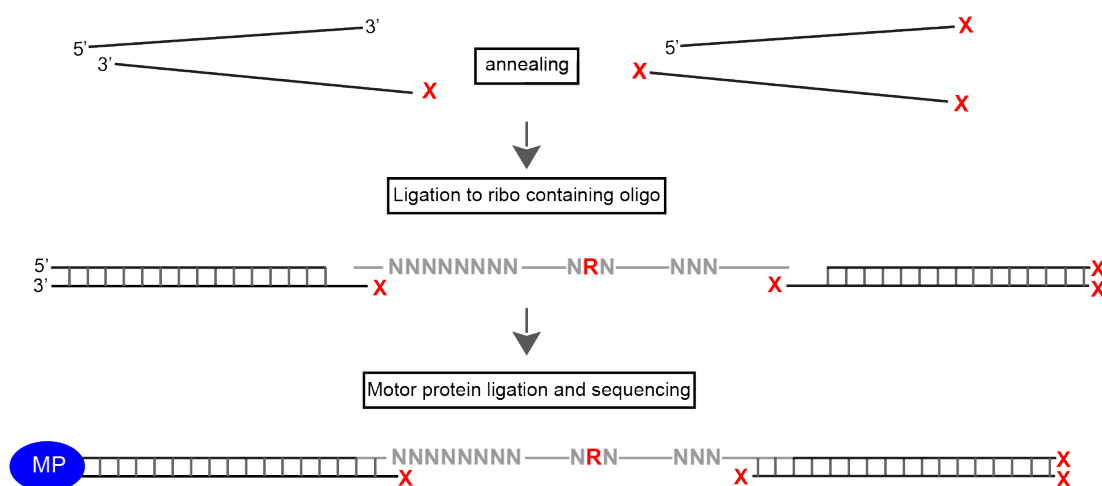 3’
5’
3’
X
annealing
X
5’
X
X
Ligation to ribo containing oligo
5’
3’
X
NNNNNNNN
NRN
NNN
X
X
X
Motor protein ligation and sequencing
MP
X
NNNNNNNN
NRN
NNN
X
X
X